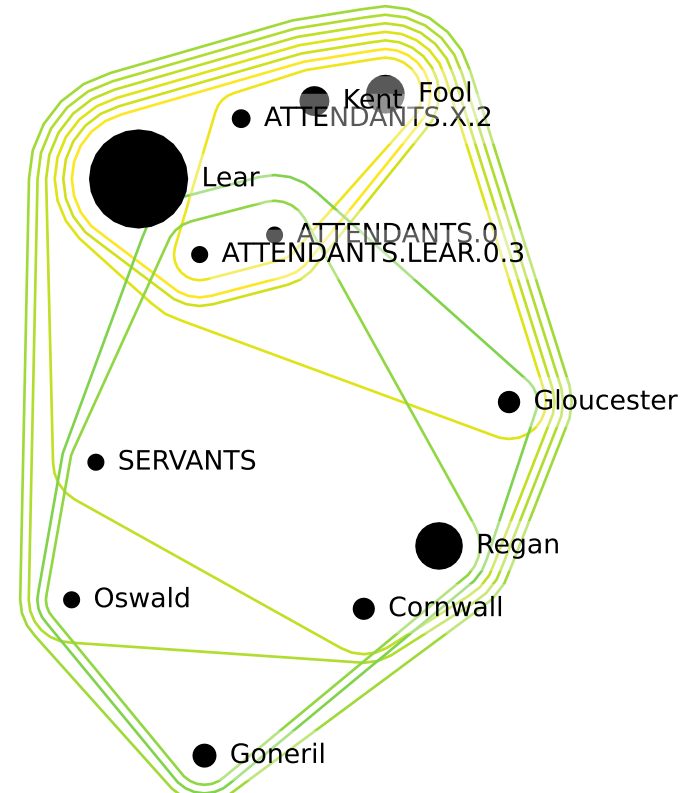 Fool
Kent
ATTENDANTS.X.2
Lear
ATTENDANTS.0
ATTENDANTS.LEAR.0.3
Gloucester
SERVANTS
Regan
Oswald
Cornwall
Goneril